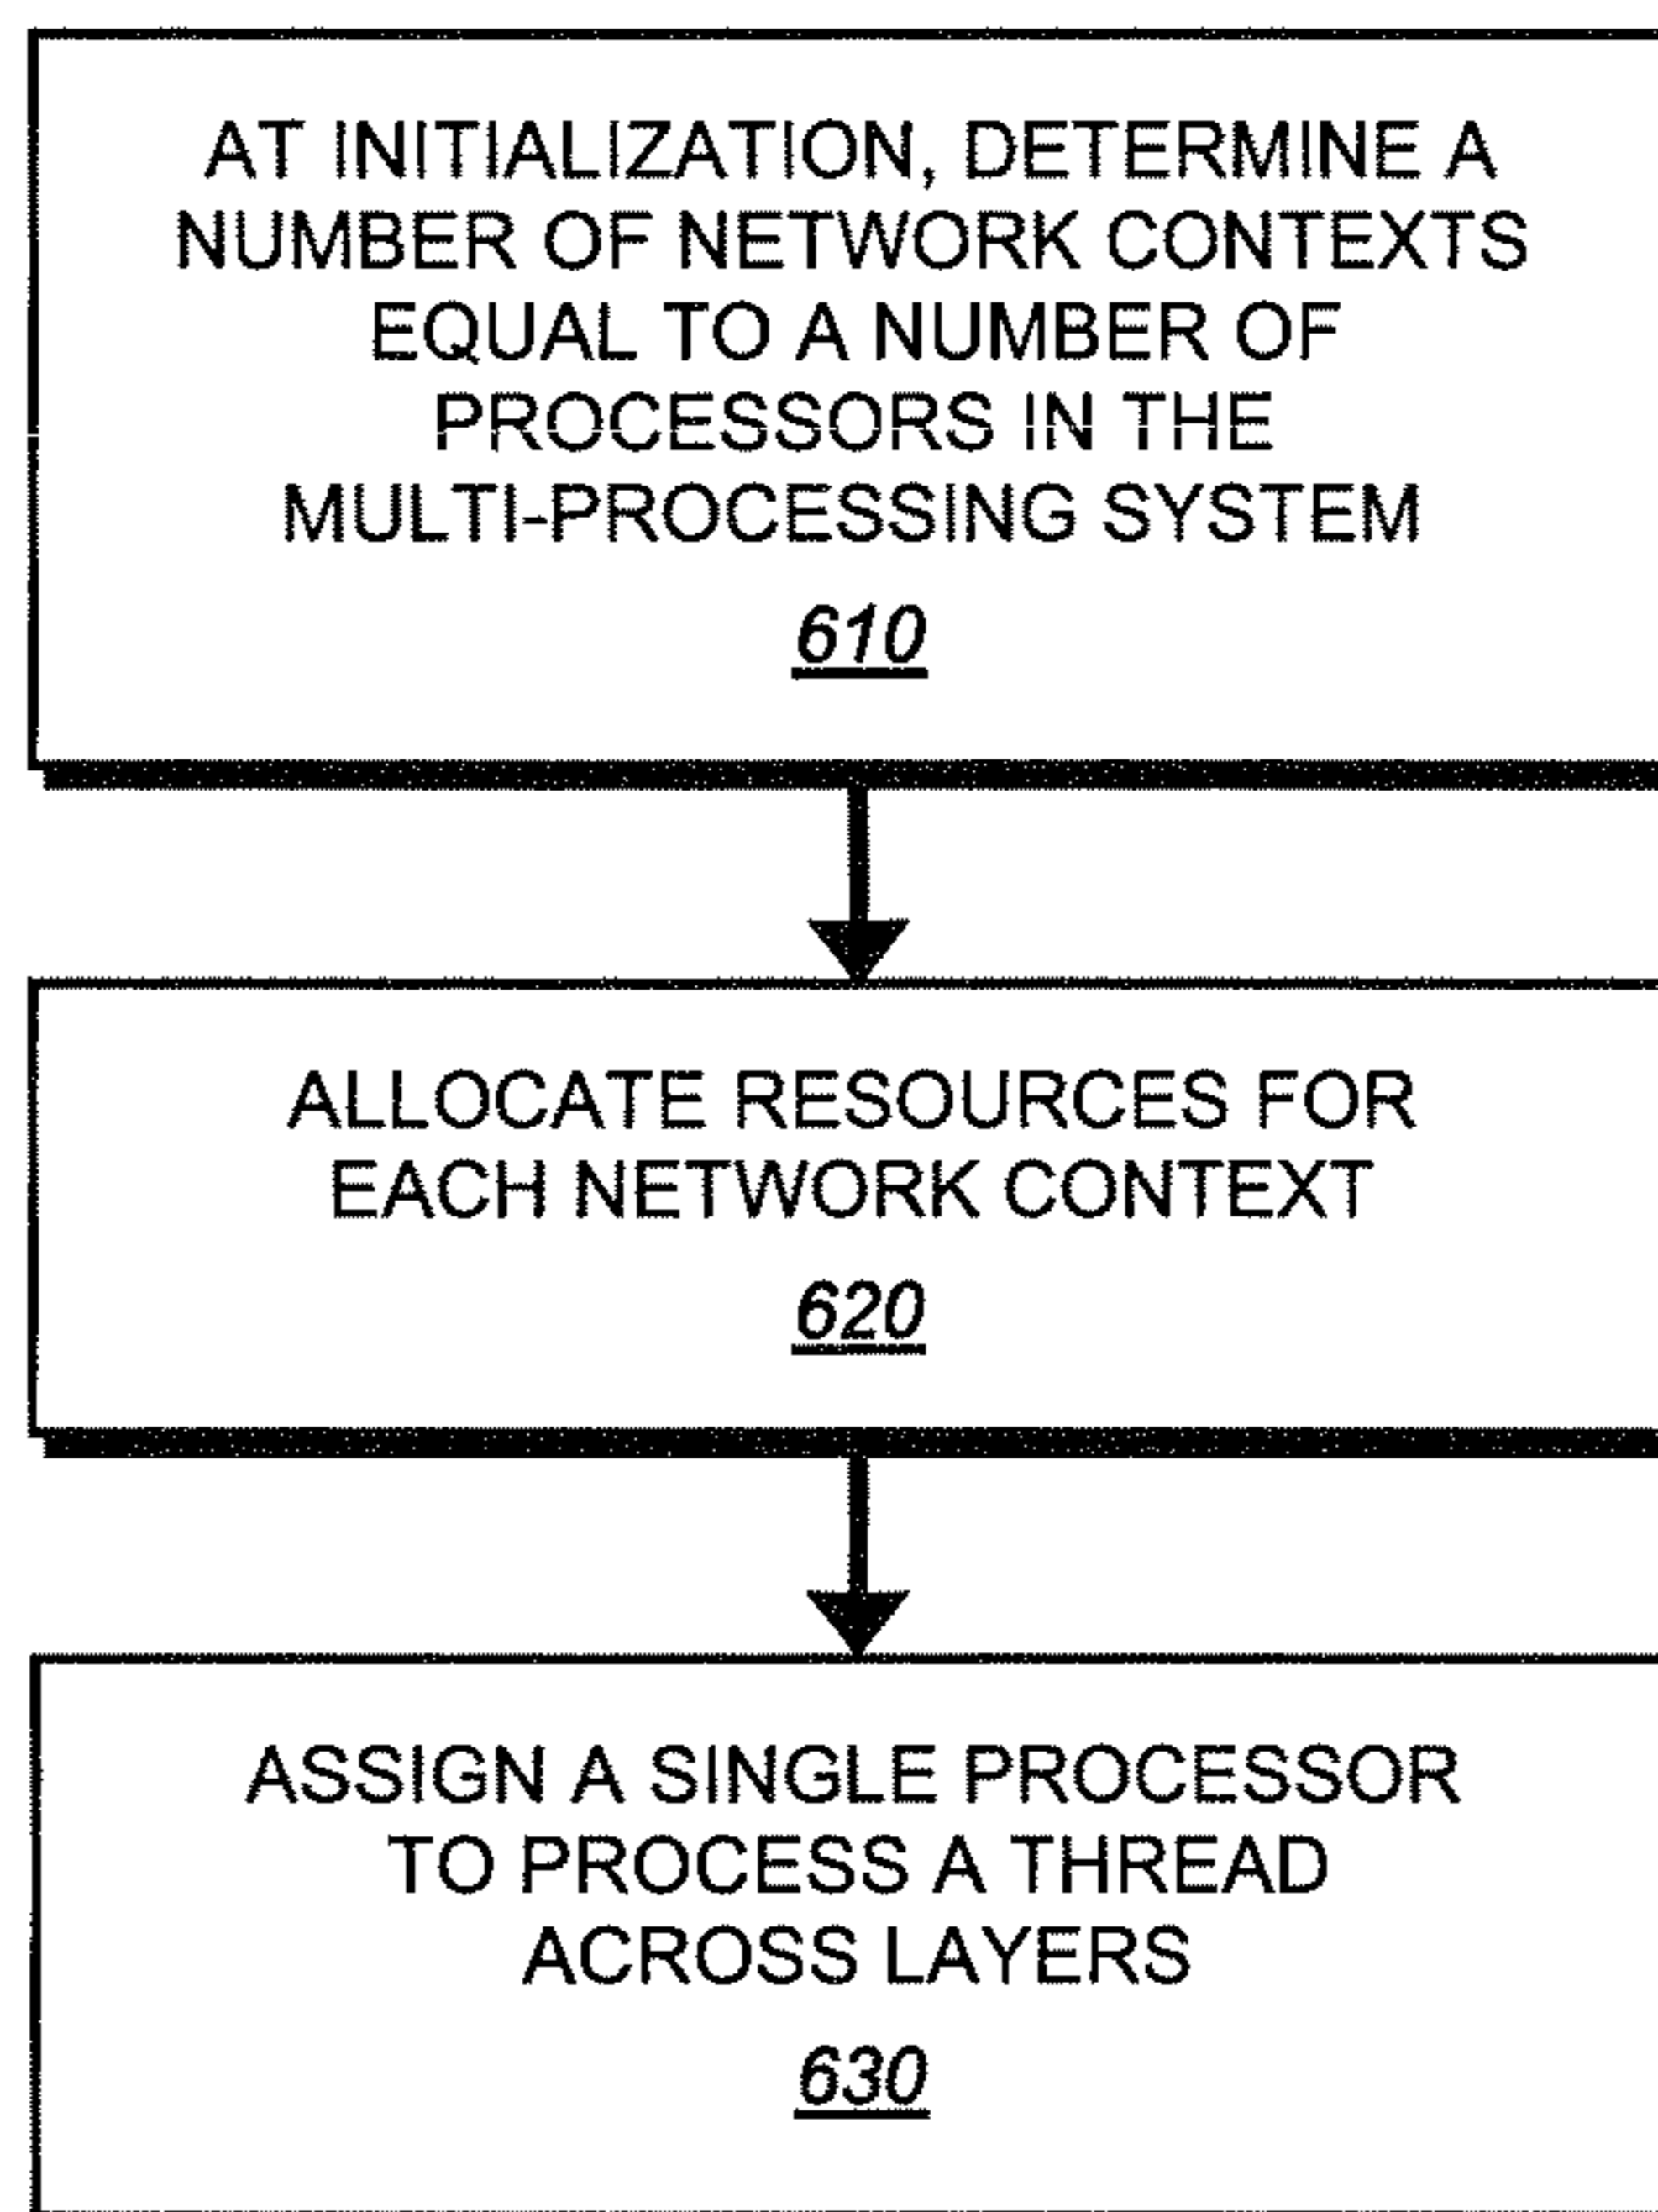 AT INITIALIZATION, DETERMINE A
NUMBER OF NETWORK CONTEXTS
EQUAL TO A NUMBER OF
PROCESSORS IN THE
MULTI-PROCESSING SYSTEM
610
ALLOCATE RESOURCES FOR
EACH NETWORK CONTEXT
620
ASSIGN A SINGLE PROCESSOR
TO PROCESS A THREAD
ACROSS LAYERS
630